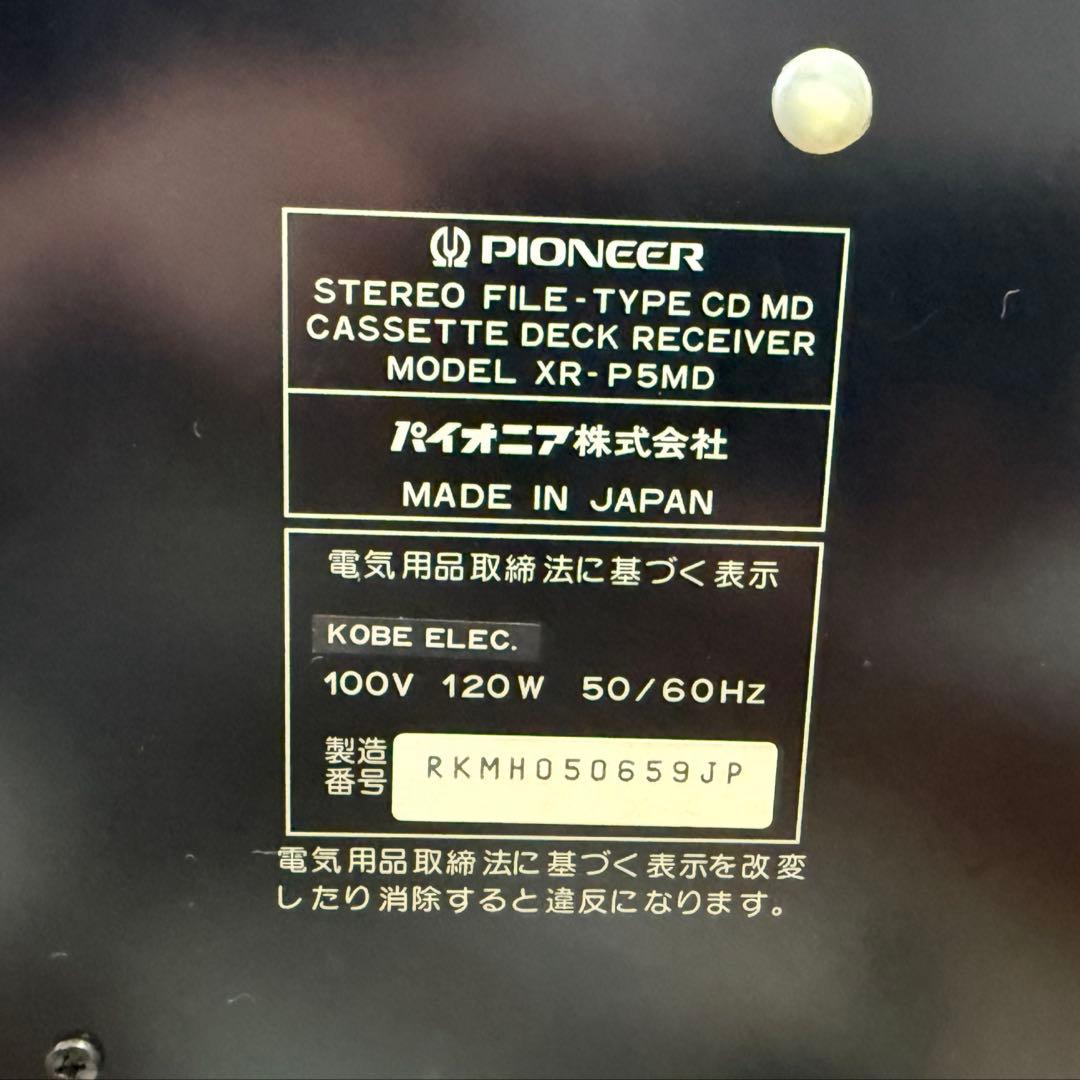 PIONEER
STEREO FILE-TYPE CD MD
CASSETTE DECK RECEIVER
MODEL XR-P5MD
パイオニア株式会社
MADE IN JAPAN
電気用品取締法に基づく表示
KOBE ELEC.
100V 120W 50/60Hz
製造
番号
RKMH050659JP
電気用品取締法に基づく表示を改変
したり消除すると違反になります。